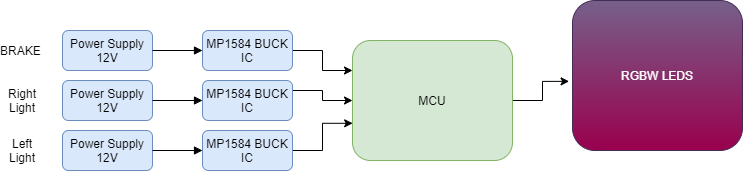 BRAKE
Power Supply
12V
MP1584 BUCK
IC
Right
Light
Power Supply
12V
MP1584 BUCK
IC
Left
Light
Power Supply
12V
MP1584 BUCK
IC
MCU
RGBW LEDS